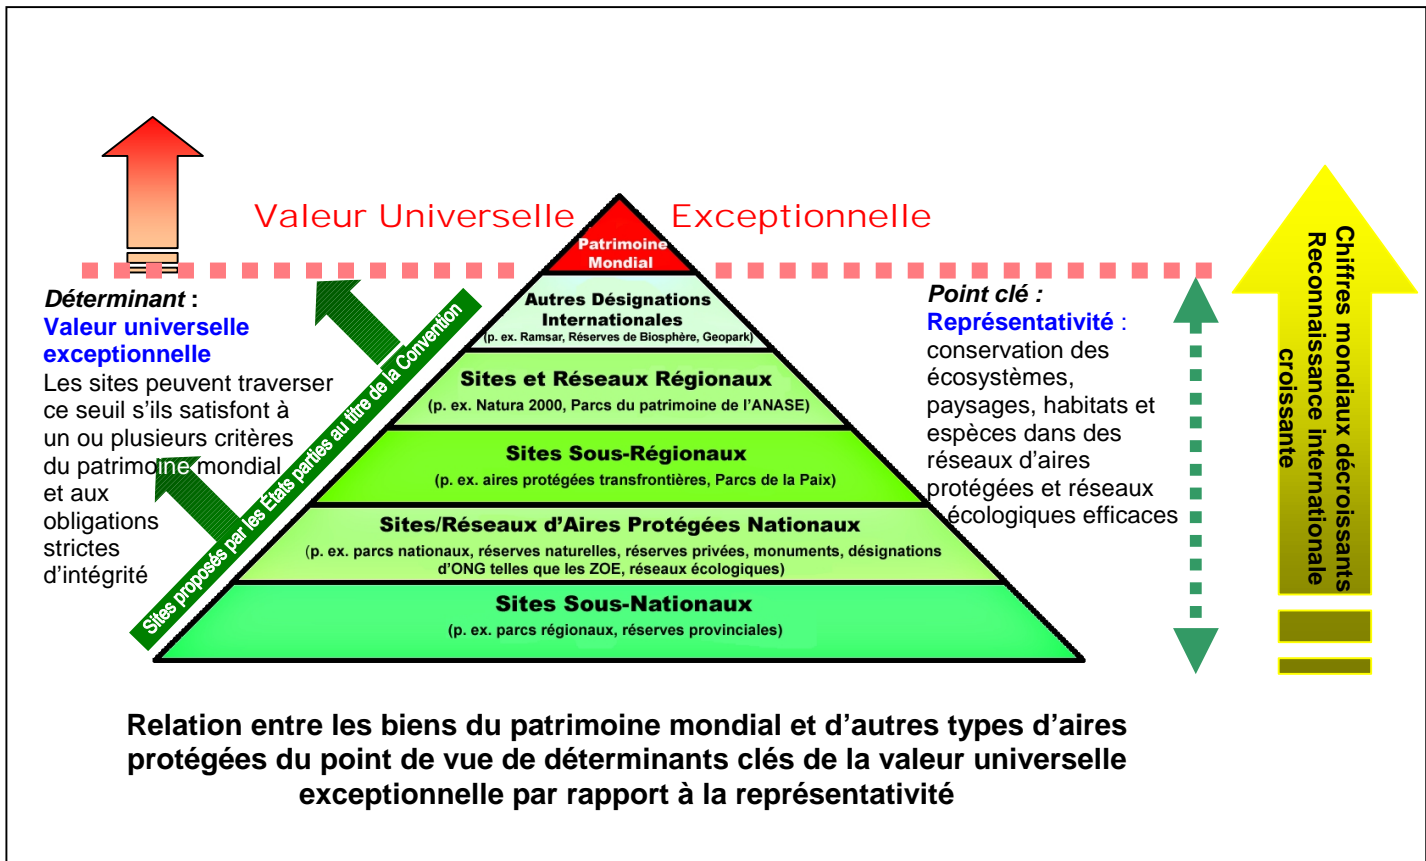 Valeur Universelle Exceptionnelle
Patrimoine
Mondial
Déterminant :
Valeur universelle
exceptionnelle
Les sites peuvent traverser
ce seuil s'ils satisfont à
un ou plusieurs critères
du patrimoine mondial
et aux
obligations
strictes
d'intégrité
Sites proposés par les États parties au titre de la Convention
Autres Désignations
Internationales
(p. ex. Ramsar, Réserves de Biosphère, Geopark)
Sites et Réseaux Régionaux
(p. ex. Natura 2000, Parcs du patrimoine de l'ANASE)
Sites Sous-Régionaux
(p. ex. aires protégées transfrontières, Parcs de la Paix)
Sites/Réseaux d'Aires Protégées Nationaux
(p. ex. parcs nationaux, réserves naturelles, réserves privées, monuments, désignations
d'ONG telles que les ZOE, réseaux écologiques)
Sites Sous-Nationaux
(p. ex. parcs régionaux, réserves provinciales)
Point clé :
Représentativité :
conservation des
écosystèmes,
paysages, habitats et
espèces dans des
réseaux d'aires
protégées et réseaux
écologiques efficaces
Chiffres mondiaux décroissants
Reconnaissance internationale
croissante
Relation entre les biens du patrimoine mondial et d'autres types d'aires
protégées du point de vue de déterminants clés de la valeur universelle
exceptionnelle par rapport à la représentativité